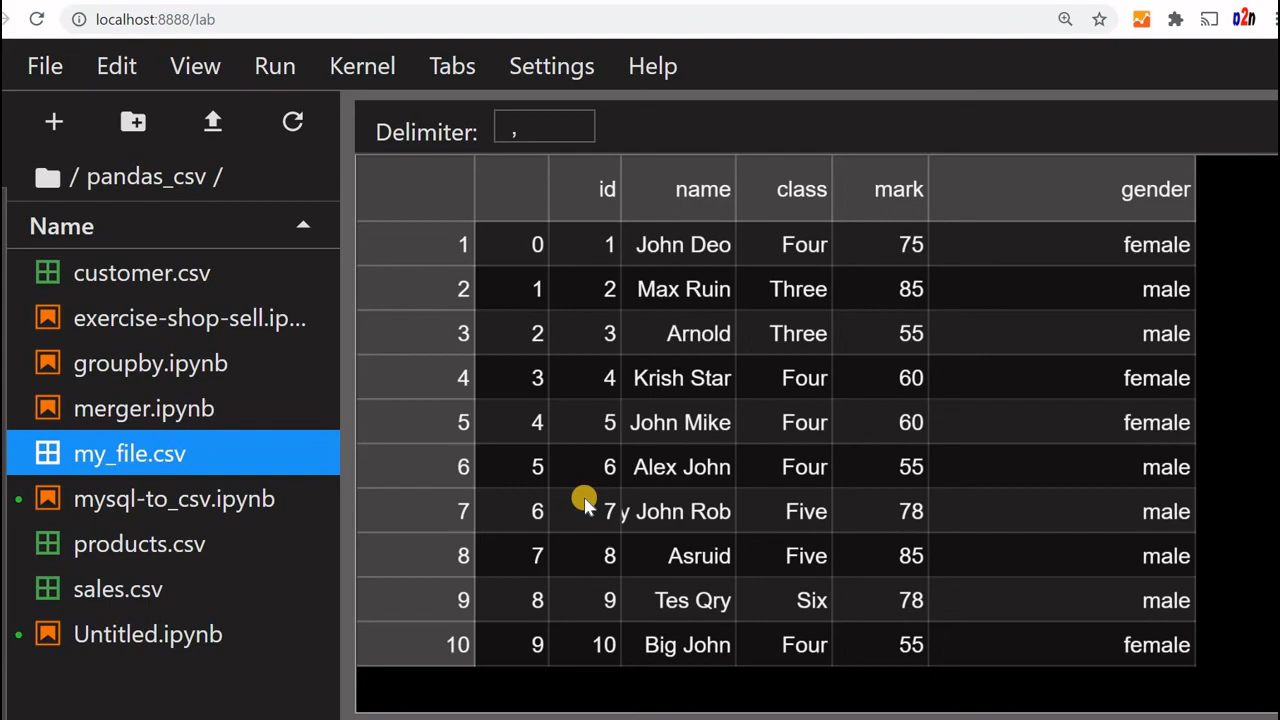 localhost:8888/lab
File Edit View Run Kernel Tabs Settings Help
/ pandas_csv /
Name
customer.csv
exercise-shop-sell.ip...
groupby.ipynb
merger.ipynb
my_file.csv
mysql-to_csv.ipynb
products.csv
sales.csv
Untitled.ipynb
Delimiter: ,
id name class mark gender
1 0 1 John Deo Four 75 female
2 1 2 Max Ruin Three 85 male
3 2 3 Arnold Three 55 male
4 3 4 Krish Star Four 60 female
5 4 5 John Mike Four 60 female
6 5 6 Alex John Four 55 male
7 6 7 y John Rob Five 78 male
8 7 8 Asruid Five 85 male
9 8 9 Tes Qry Six 78 male
10 9 10 Big John Four 55 female